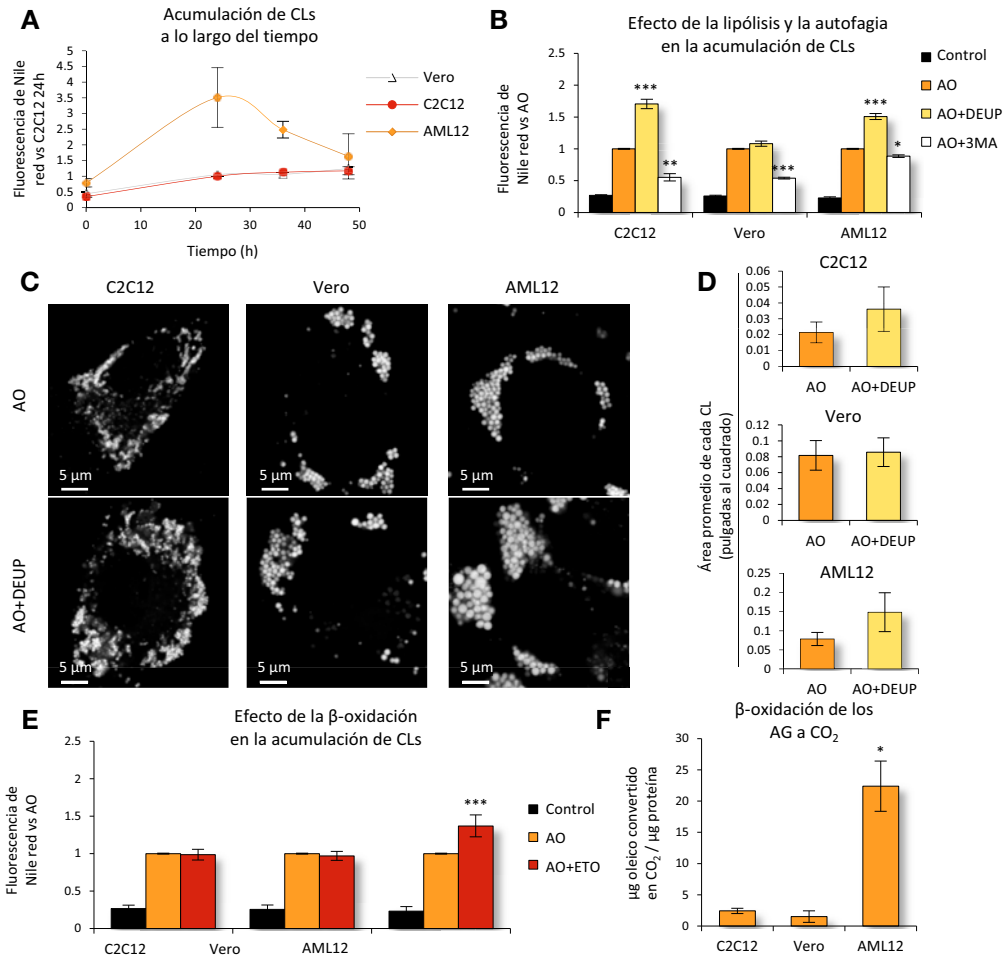 A
Acumulación de CLs
a lo largo del tiempo
Fluorescencia de Nile
red vs C2C12 24h
5
4.5
4
3.5
3
2.5
2
1.5
1
0.5
0
0
10
20
30
40
50
Tiempo (h)
Vero
C2C12
AML12
B
Efecto de la lipólisis y la autofagia
en la acumulación de CLs
Fluorescencia de
Nile red vs AO
2.5
2
1.5
1
0.5
0
***
**
***
***
*
C2C12
Vero
AML12
Control
AO
AO+DEUP
AO+3MA
C
C2C12
Vero
AML12
AO
5 µm
5 µm
5 µm
AO+DEUP
5 µm
5 µm
5 µm
D
Área promedio de cada CL
(pulgadas al cuadrado)
C2C12
0.06
0.05
0.04
0.03
0.02
0.01
0
AO
AO+DEUP
Vero
0.14
0.12
0.1
0.08
0.06
0.04
0.02
0
AO
AO+DEUP
AML12
0.25
0.2
0.15
0.1
0.05
0
AO
AO+DEUP
E
Efecto de la β-oxidación
en la acumulación de CLs
Fluorescencia de
Nile red vs AO
2.5
2
1.5
1
0.5
0
***
C2C12
Vero
AML12
Control
AO
AO+ETO
F
β-oxidación de los
AG a CO₂
µg oleico convertido
en CO₂ / µg proteína
30
25
20
15
10
5
0
*
C2C12
Vero
AML12